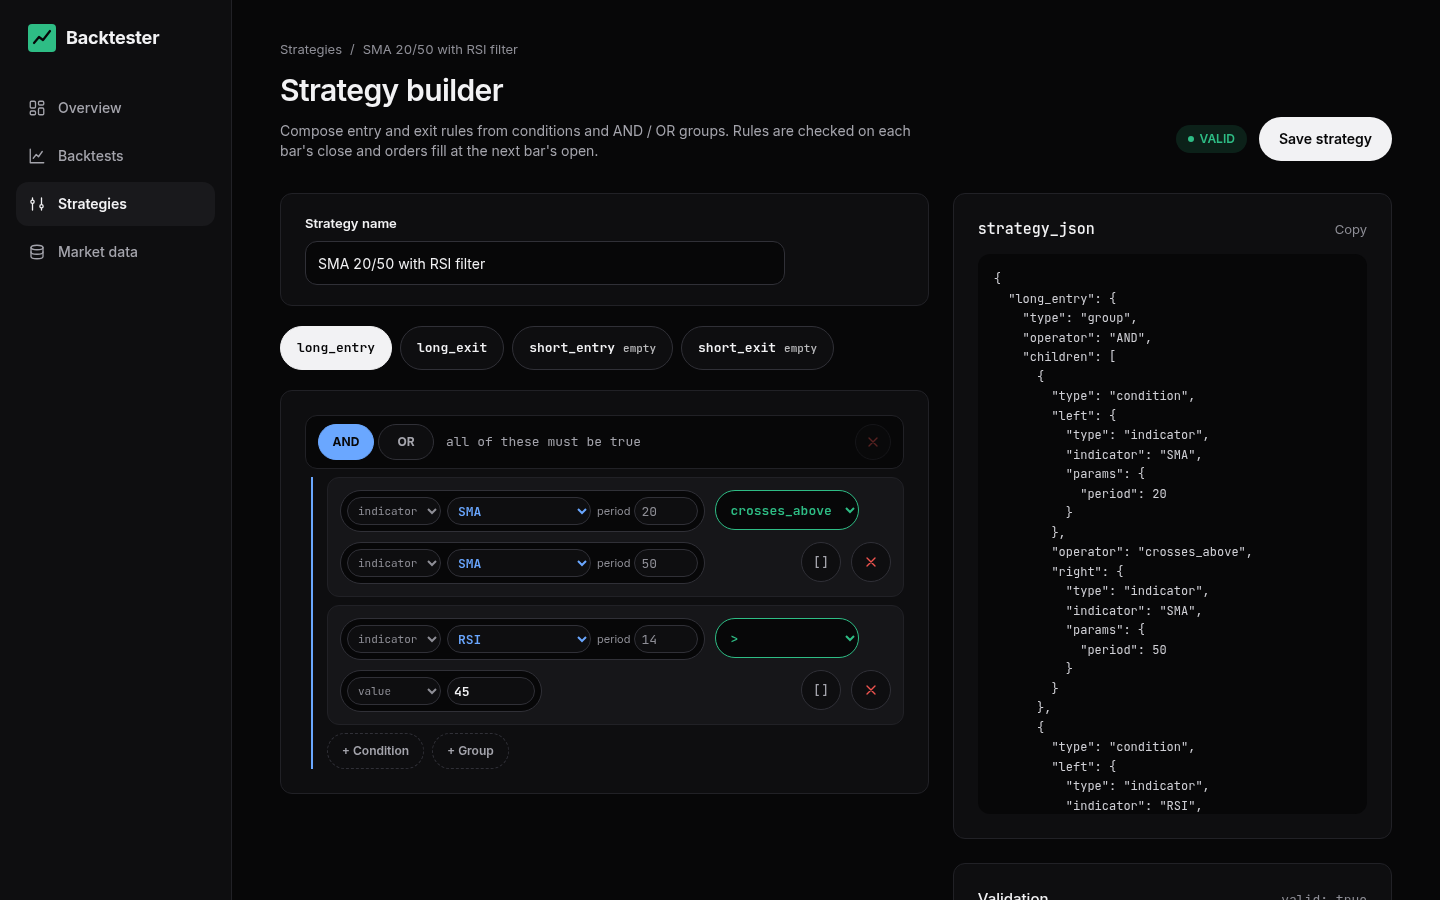 Backtester
Overview
Backtests
Strategies
Market data
Strategies / SMA 20/50 with RSI filter
Strategy builder
Compose entry and exit rules from conditions and AND / OR groups. Rules are checked on each
bar's close and orders fill at the next bar's open.
VALID
Save strategy
Strategy name
SMA 20/50 with RSI filter
long_entry
long_exit
short_entry empty
short_exit empty
AND
OR
all of these must be true
indicator SMA period 20 crosses_above
indicator SMA period 50 []
indicator RSI period 14 >
value 45 []
+ Condition
+ Group
strategy_json
Copy
{
"long_entry": {
"type": "group",
"operator": "AND",
"children": [
{
"type": "condition",
"left": {
"type": "indicator",
"indicator": "SMA",
"params": {
"period": 20
}
},
"operator": "crosses_above",
"right": {
"type": "indicator",
"indicator": "SMA",
"params": {
"period": 50
}
}
},
{
"type": "condition",
"left": {
"type": "indicator",
"indicator": "RSI",
Validation
valid: true